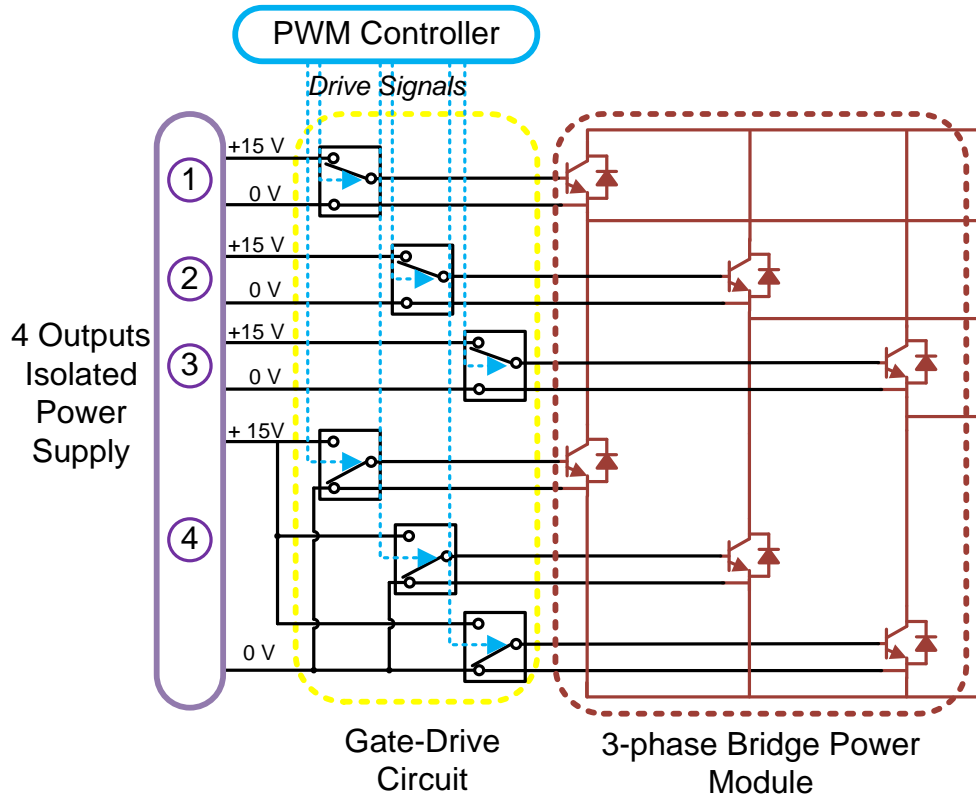 PWM Controller
Drive Signals
+15 V
1
0 V
+15 V
2
0 V
+15 V
3
0 V
4 Outputs
Isolated
Power
Supply
+ 15V
4
0 V
Gate-Drive
Circuit
3-phase Bridge Power
Module